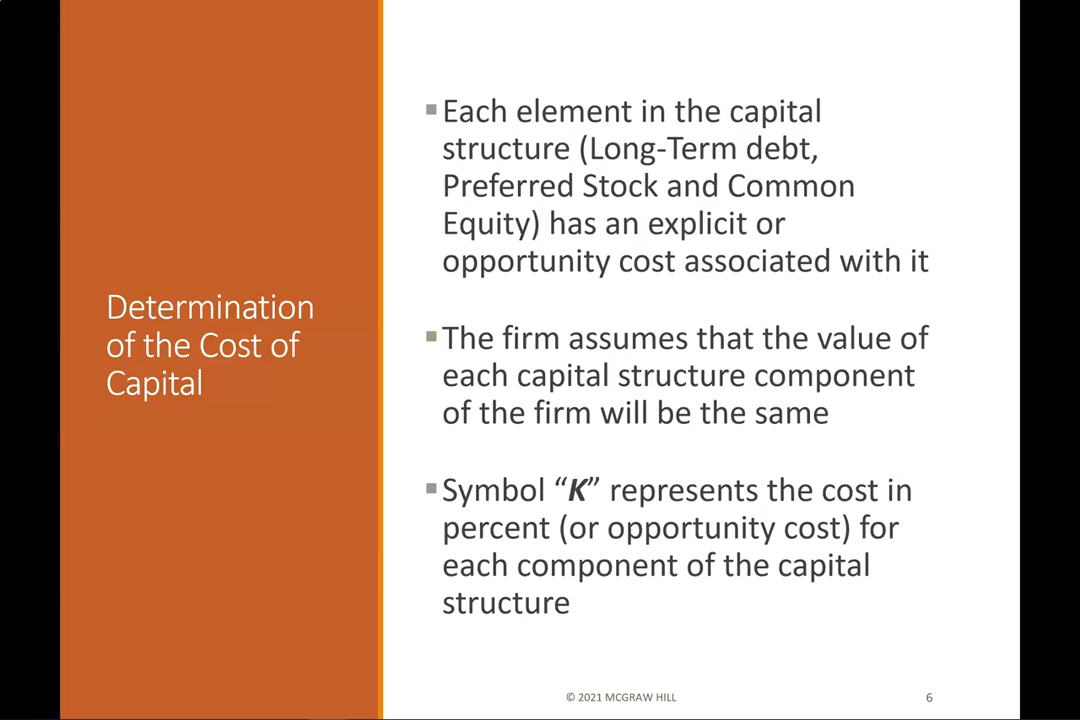 Determination
of the Cost of
Capital
▪Each element in the capital
structure (Long-Term debt,
Preferred Stock and Common
Equity) has an explicit or
opportunity cost associated with it
▪The firm assumes that the value of
each capital structure component
of the firm will be the same
▪Symbol “K” represents the cost in
percent (or opportunity cost) for
each component of the capital
structure
© 2021 MCGRAW HILL
6